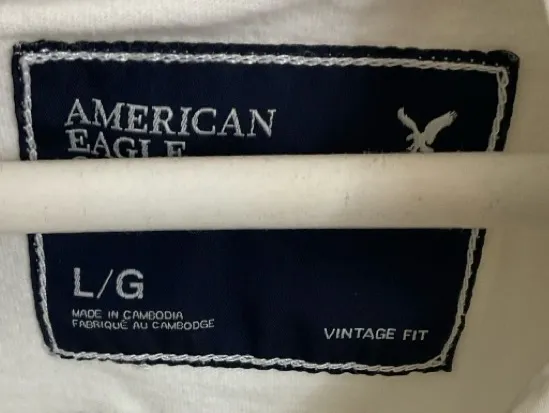 AMERICAN
EAGLE
L/G
MADE IN CAMBODIA
FABRIQUÉ AU CAMBODGE
VINTAGE FIT